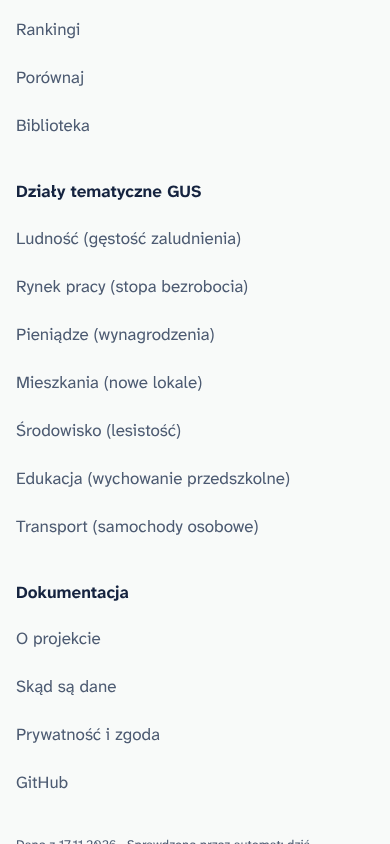 Rankingi
Porównaj
Biblioteka
Działy tematyczne GUS
Ludność (gęstość zaludnienia)
Rynek pracy (stopa bezrobocia)
Pieniądze (wynagrodzenia)
Mieszkania (nowe lokale)
Środowisko (lesistość)
Edukacja (wychowanie przedszkolne)
Transport (samochody osobowe)
Dokumentacja
O projekcie
Skąd są dane
Prywatność i zgoda
GitHub